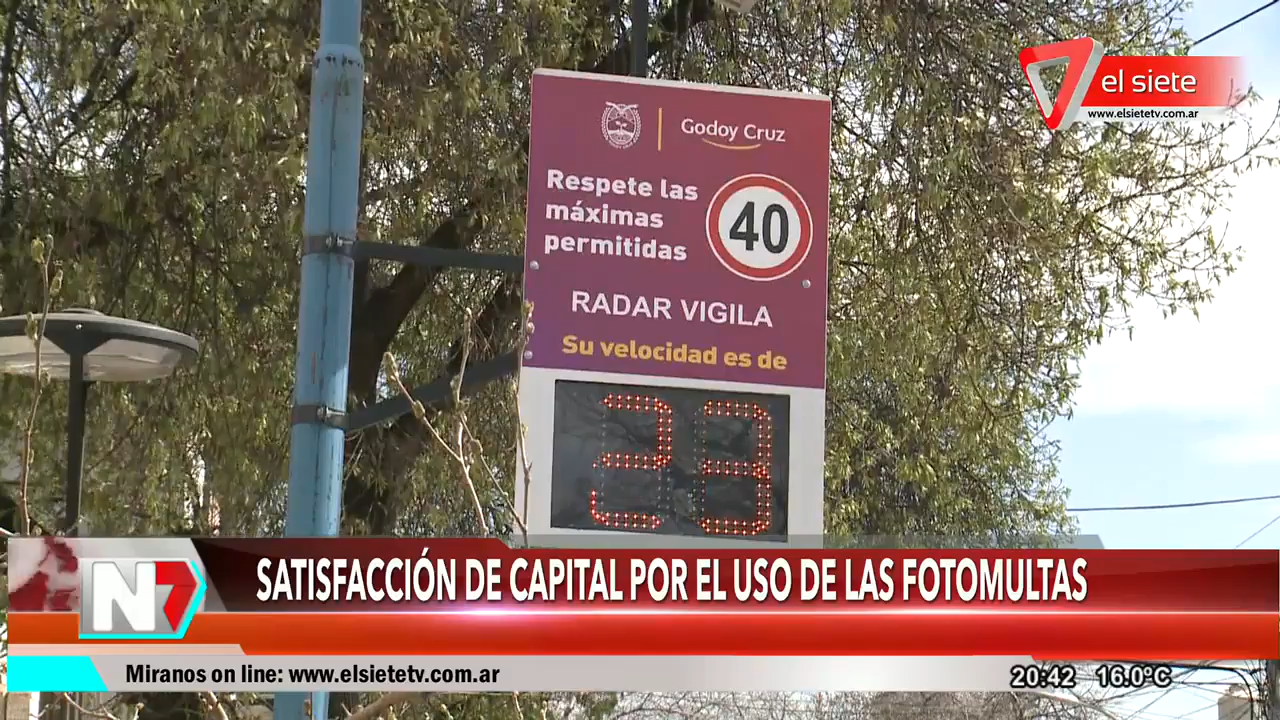 el siete
www.elsietetv.com.ar
Godoy Cruz
Respete las
máximas
permitidas
40
RADAR VIGILA
Su velocidad es de
23
N7
SATISFACCIÓN DE CAPITAL POR EL USO DE LAS FOTOMULTAS
Miranos on line: www.elsietetv.com.ar
20:42 16.0°C